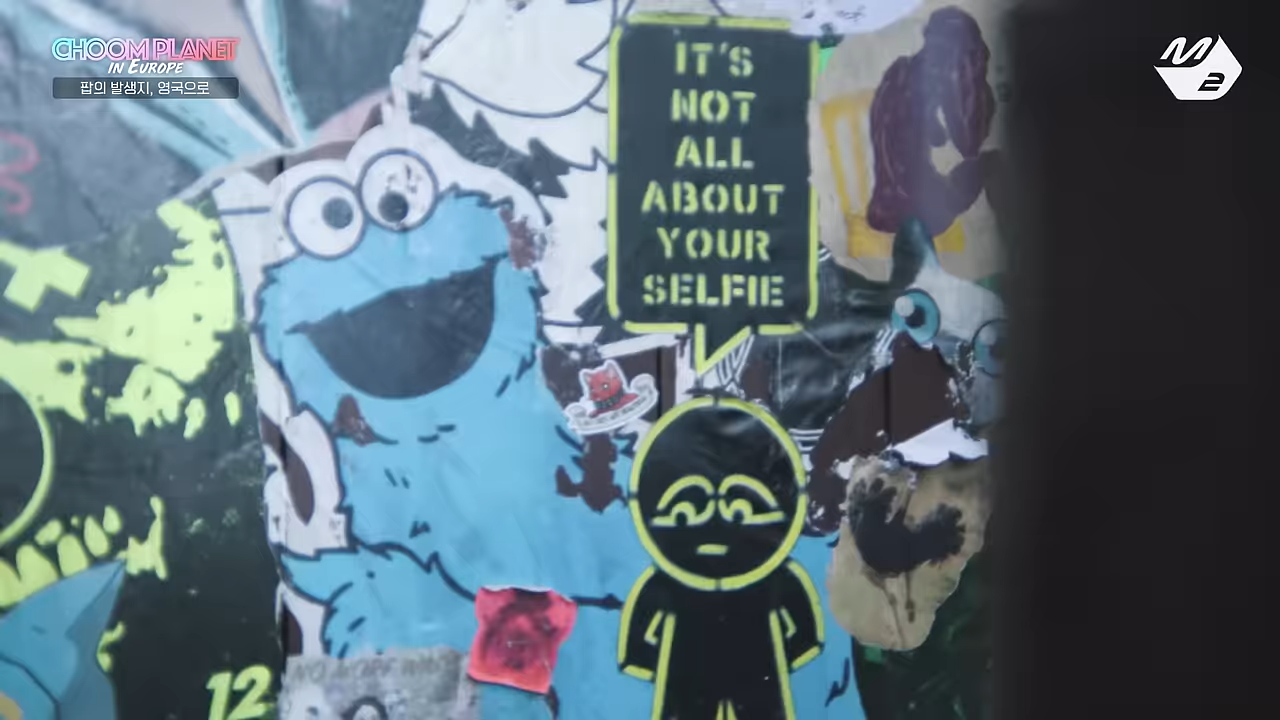 CHOOM PLANET
IN EUROPE
팝의 발생지, 영국으로
M2
IT'S
NOT
ALL
ABOUT
YOUR
SELFIE
12